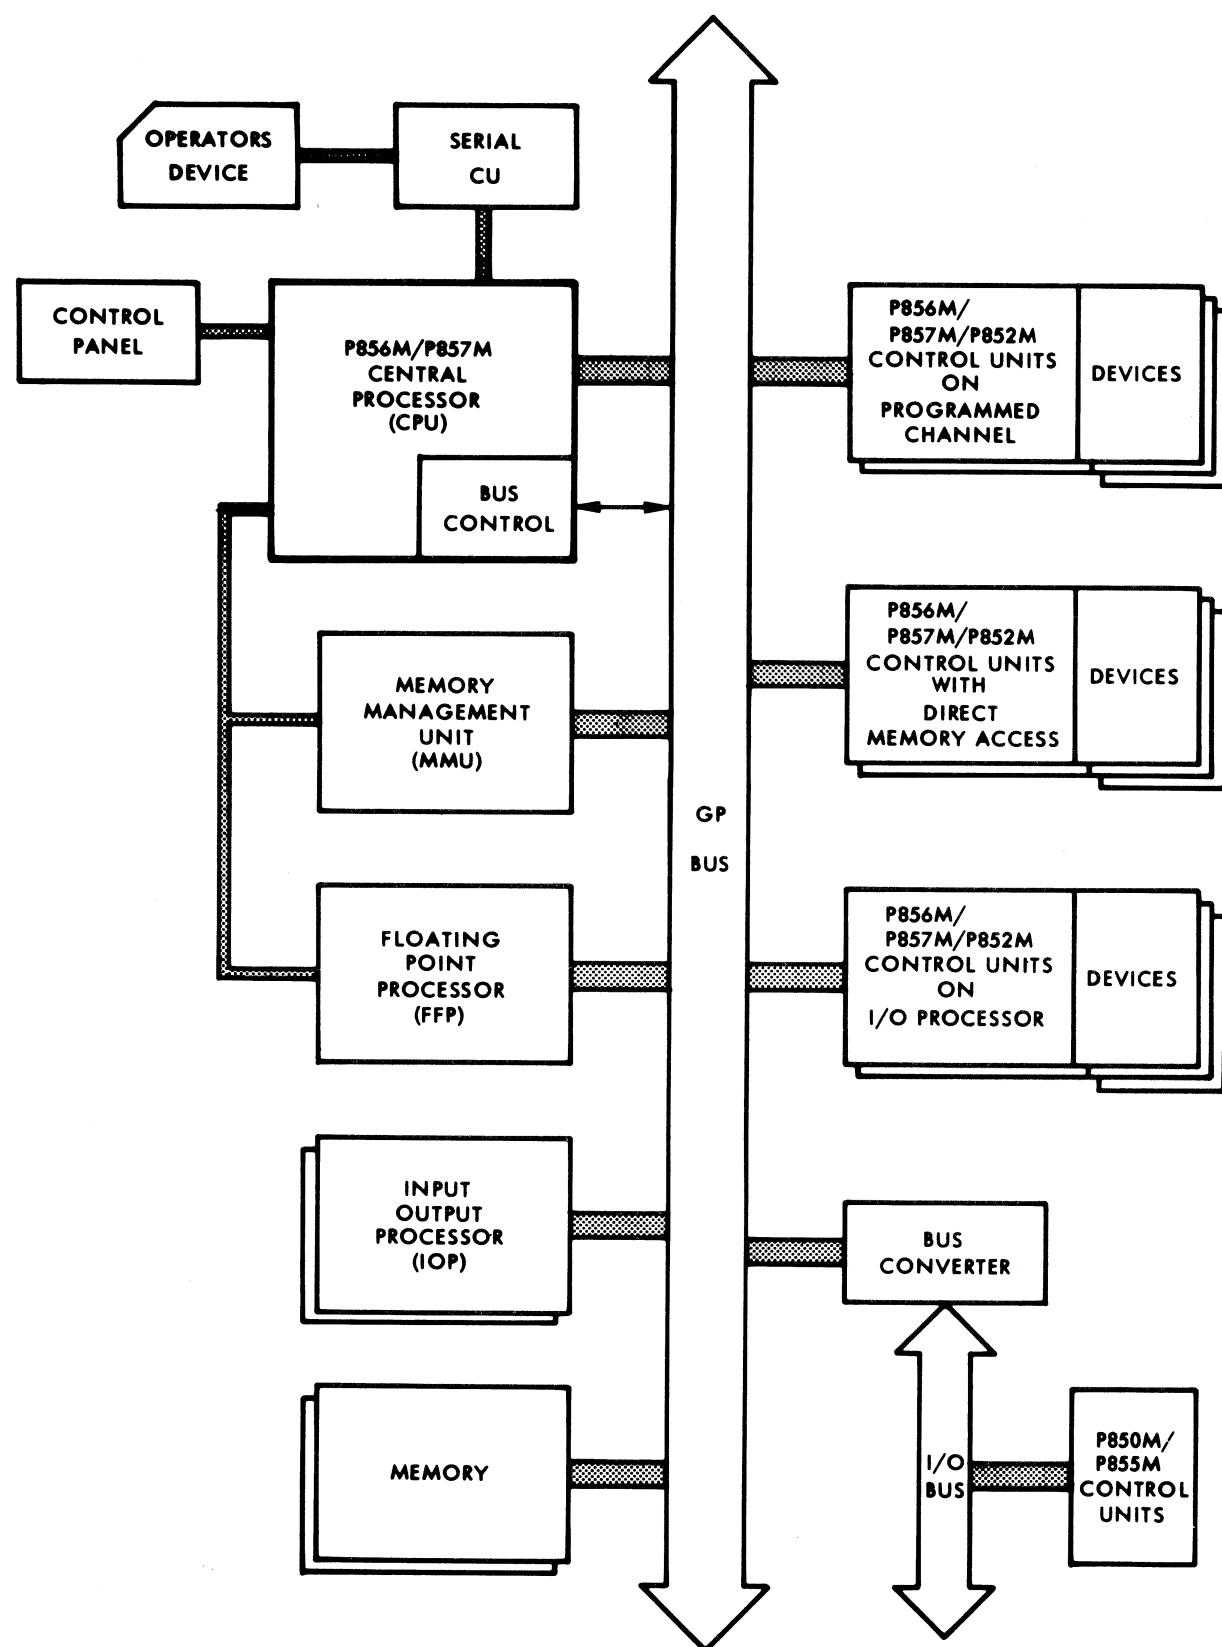 OPERATORS
DEVICE
SERIAL
CU
CONTROL
PANEL
P856M/P857M
CENTRAL
PROCESSOR
(CPU)
BUS
CONTROL
MEMORY
MANAGEMENT
UNIT
(MMU)
FLOATING
POINT
PROCESSOR
(FFP)
INPUT
OUTPUT
PROCESSOR
(IOP)
MEMORY
GP
BUS
P856M/
P857M/P852M
CONTROL UNITS
ON
PROGRAMMED
CHANNEL
DEVICES
P856M/
P857M/P852M
CONTROL UNITS
WITH
DIRECT
MEMORY ACCESS
DEVICES
P856M/
P857M/P852M
CONTROL UNITS
ON
I/O PROCESSOR
DEVICES
BUS
CONVERTER
I/O
BUS
P850M/
P855M
CONTROL
UNITS